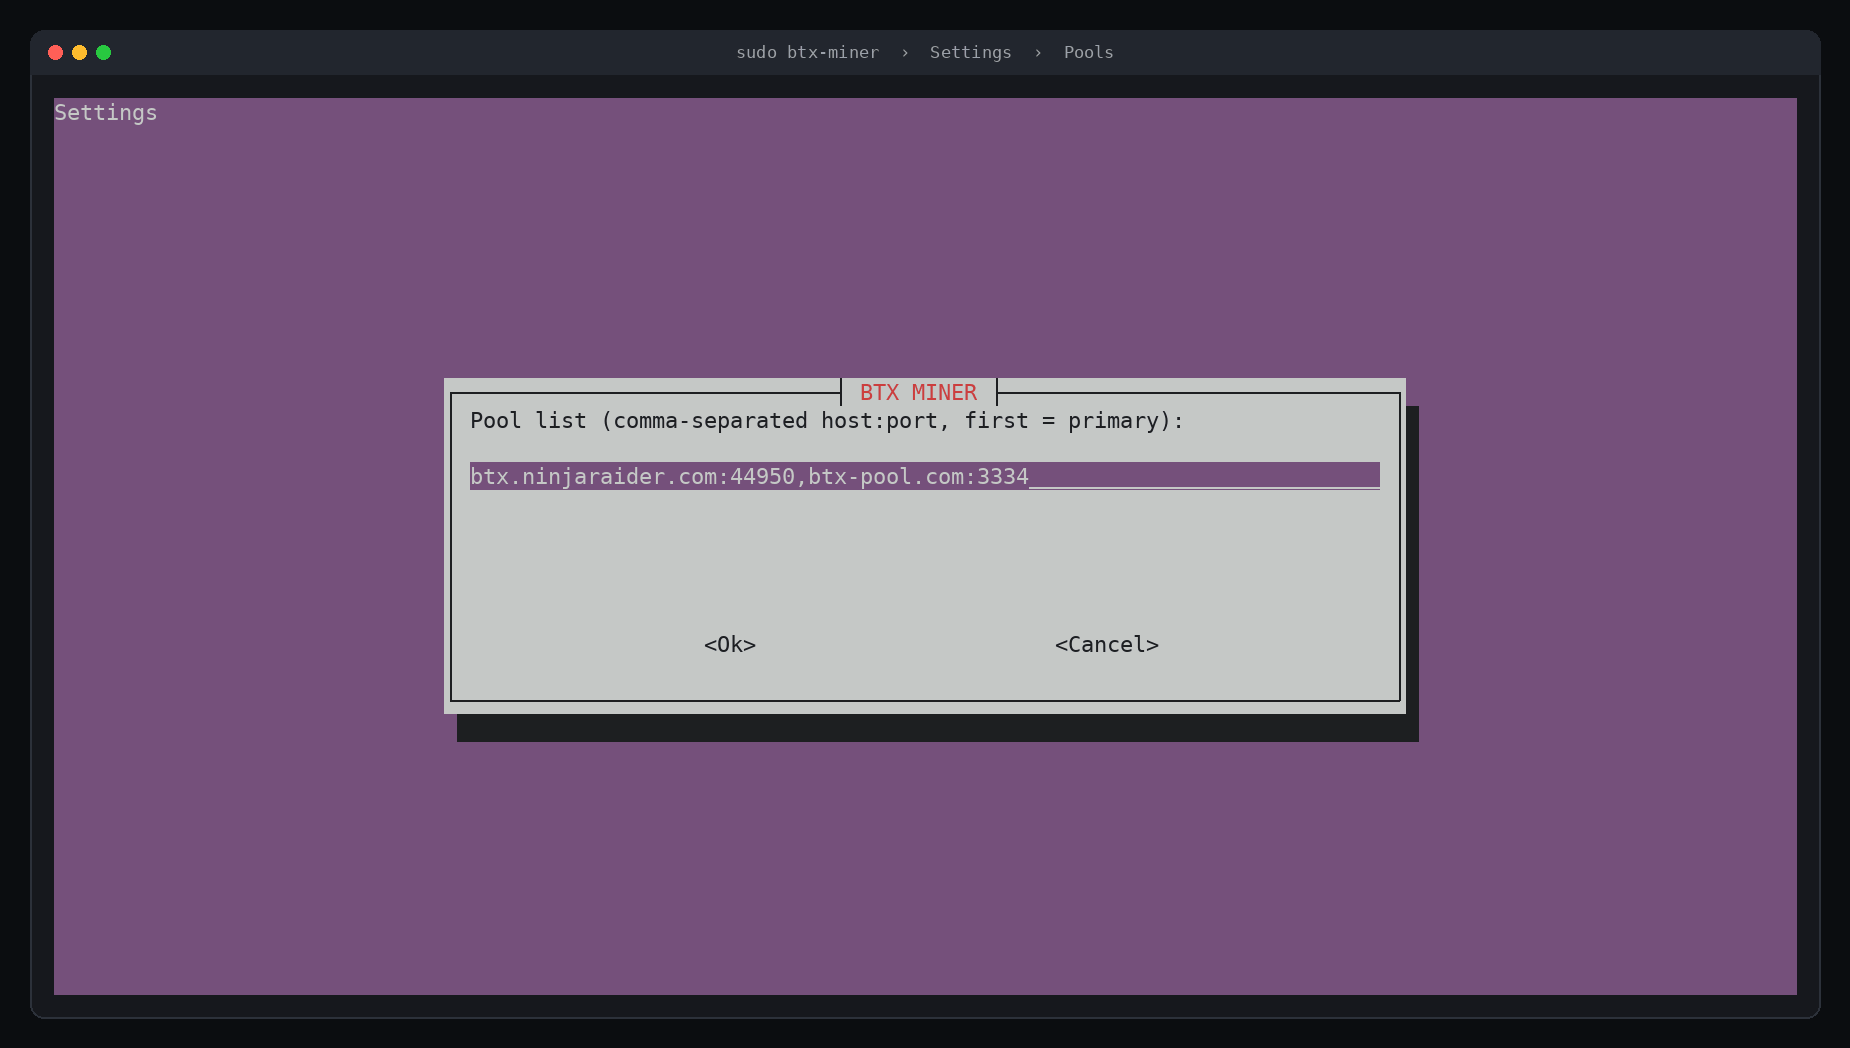 sudo btx-miner › Settings › Pools
Settings
BTX MINER
Pool list (comma-separated host:port, first = primary):
btx.ninjaraider.com:44950,btx-pool.com:3334
<Ok> <Cancel>